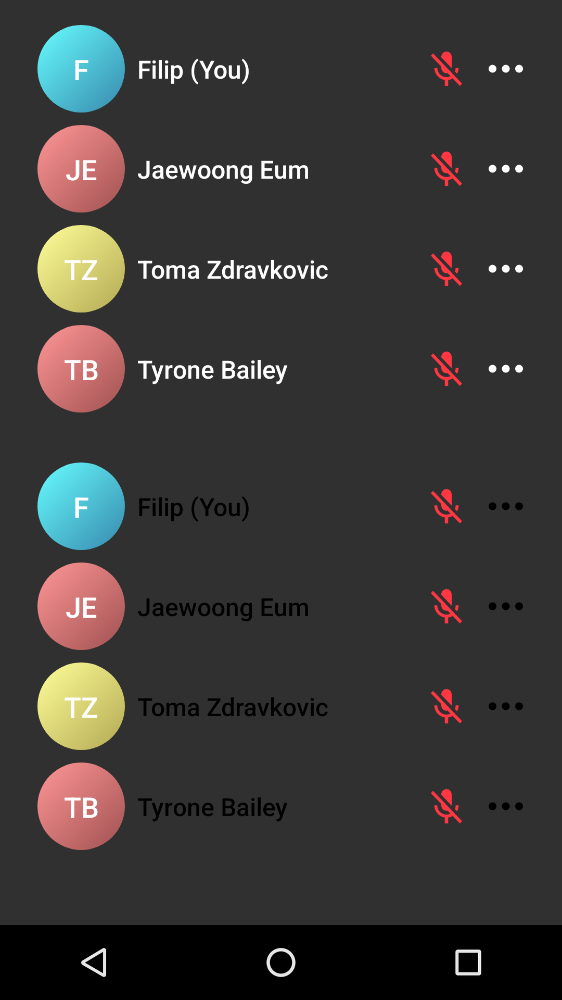 F Filip (You)
JE Jaewoong Eum
TZ Toma Zdravkovic
TB Tyrone Bailey
F Filip (You)
JE Jaewoong Eum
TZ Toma Zdravkovic
TB Tyrone Bailey